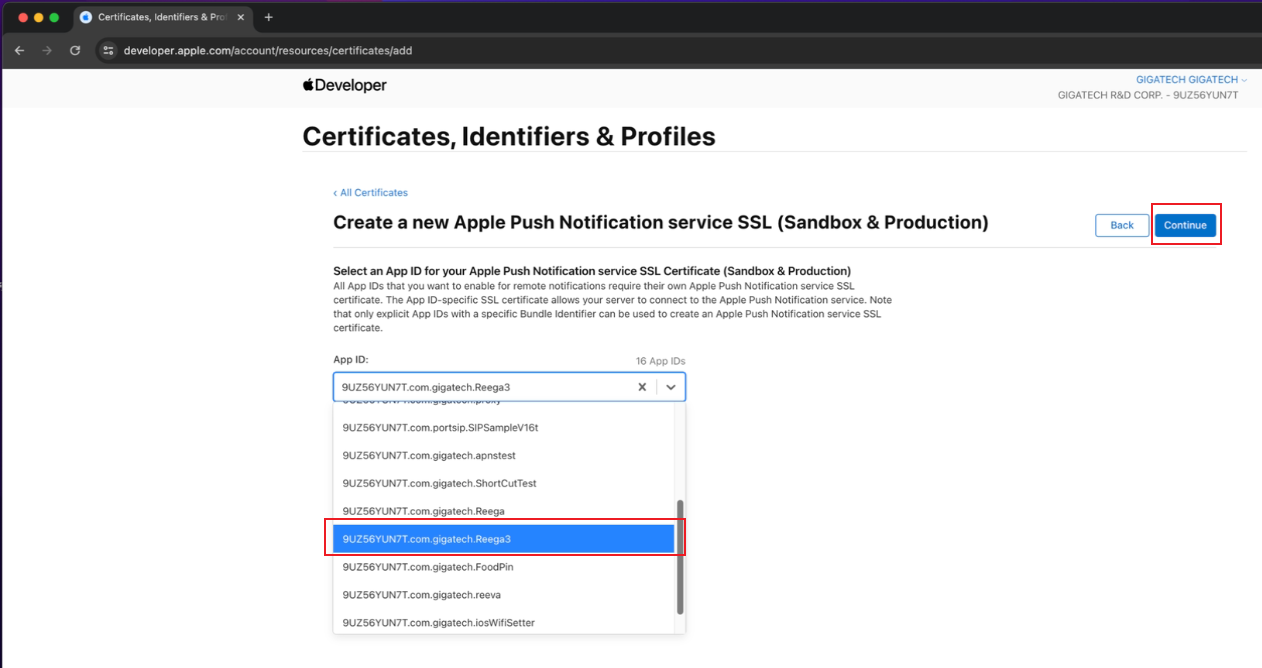 Certificates, Identifiers & Prof
developer.apple.com/account/resources/certificates/add
Developer
GIGATECH GIGATECH
GIGATECH R&D CORP. - 9UZ56YUN7T
Certificates, Identifiers & Profiles
‹ All Certificates
Create a new Apple Push Notification service SSL (Sandbox & Production)
Back
Continue
Select an App ID for your Apple Push Notification service SSL Certificate (Sandbox & Production)
All App IDs that you want to enable for remote notifications require their own Apple Push Notification service SSL
certificate. The App ID-specific SSL certificate allows your server to connect to the Apple Push Notification service. Note
that only explicit App IDs with a specific Bundle Identifier can be used to create an Apple Push Notification service SSL
certificate.
App ID:
16 App IDs
9UZ56YUN7T.com.gigatech.Reega3
9UZ56YUN7T.com.gigatech.proxy
9UZ56YUN7T.com.portsip.SIPSampleV16t
9UZ56YUN7T.com.gigatech.apnstest
9UZ56YUN7T.com.gigatech.ShortCutTest
9UZ56YUN7T.com.gigatech.Reega
9UZ56YUN7T.com.gigatech.Reega3
9UZ56YUN7T.com.gigatech.FoodPin
9UZ56YUN7T.com.gigatech.reeva
9UZ56YUN7T.com.gigatech.iosWifiSetter